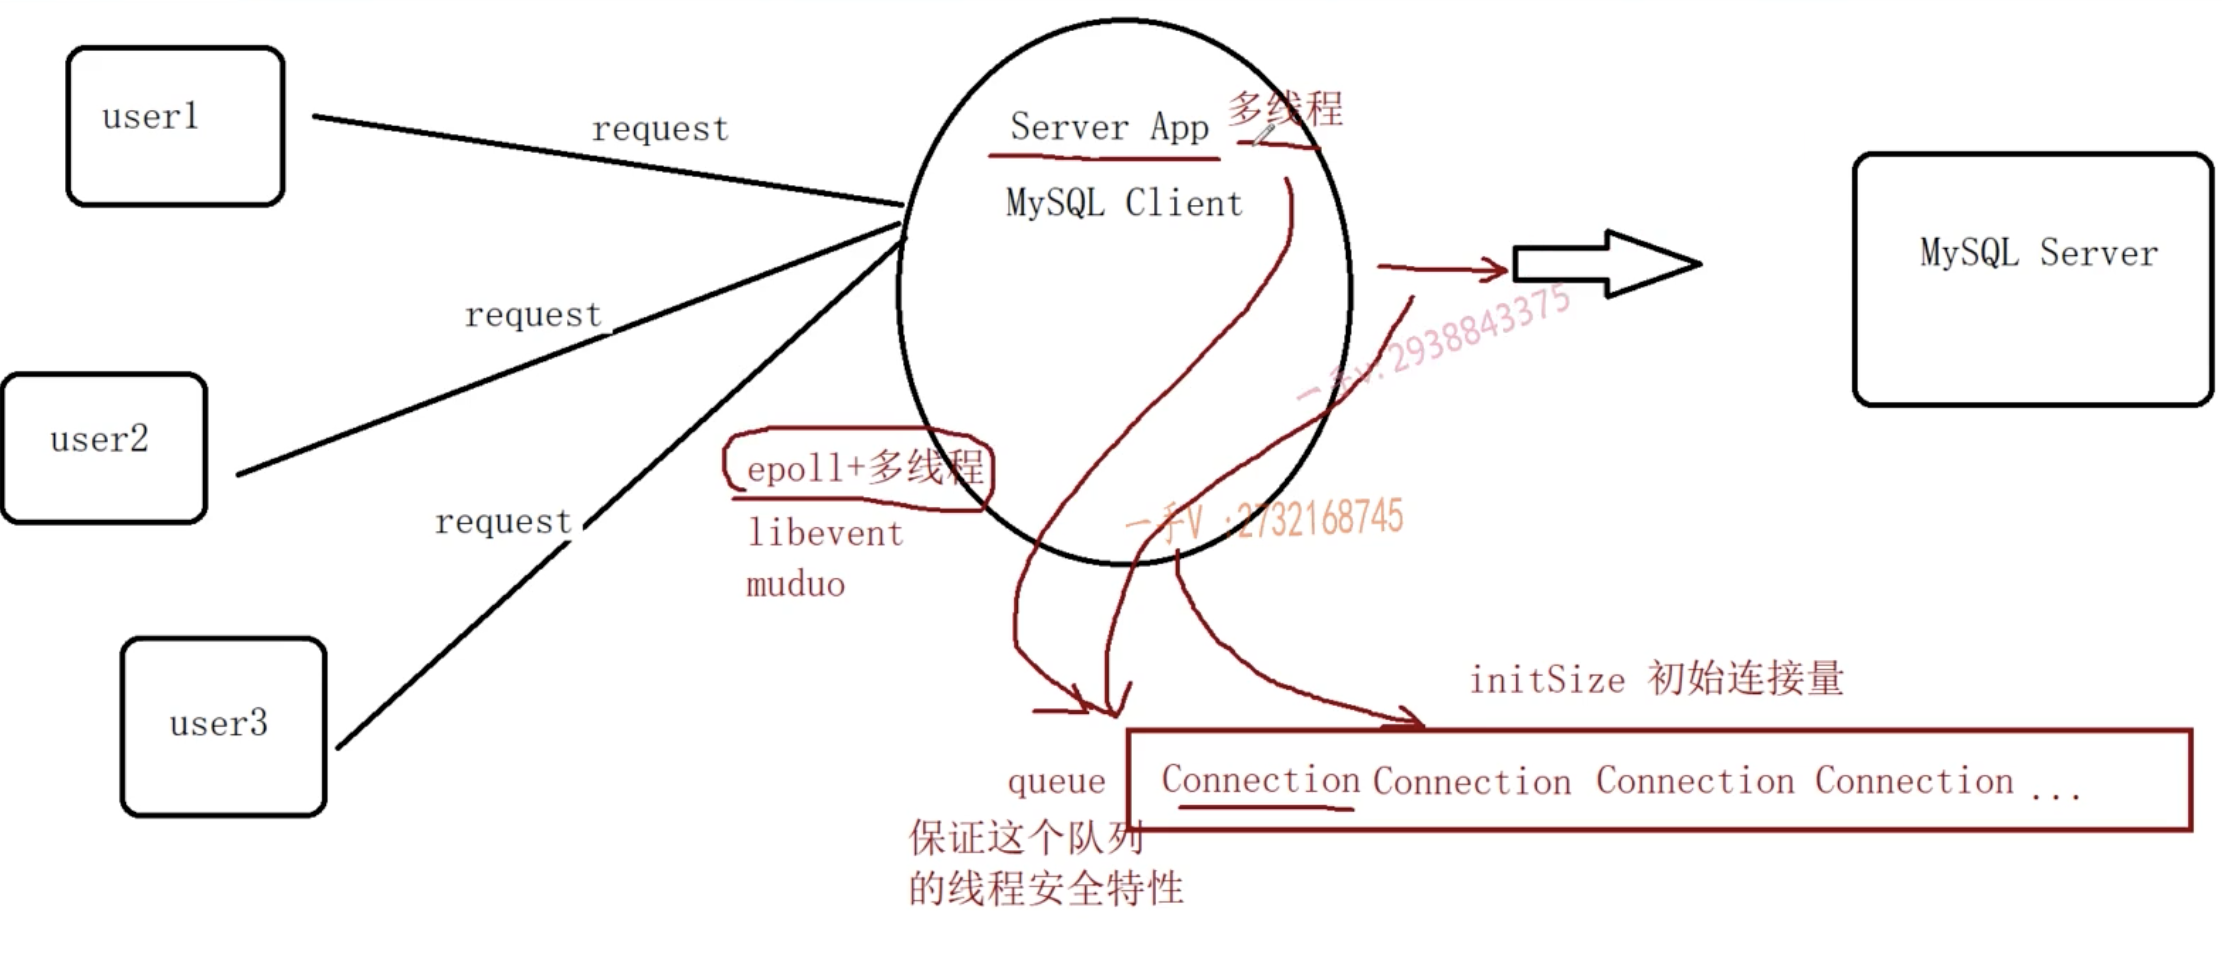 user1
request
Server App 多线程
MySQL Client
MySQL Server
request
一手v: 2938843375
user2
epoll+多线程
request
一手V :2732168745
libevent
muduo
user3
initSize 初始连接量
queue
Connection Connection Connection Connection ...
保证这个队列
的线程安全特性